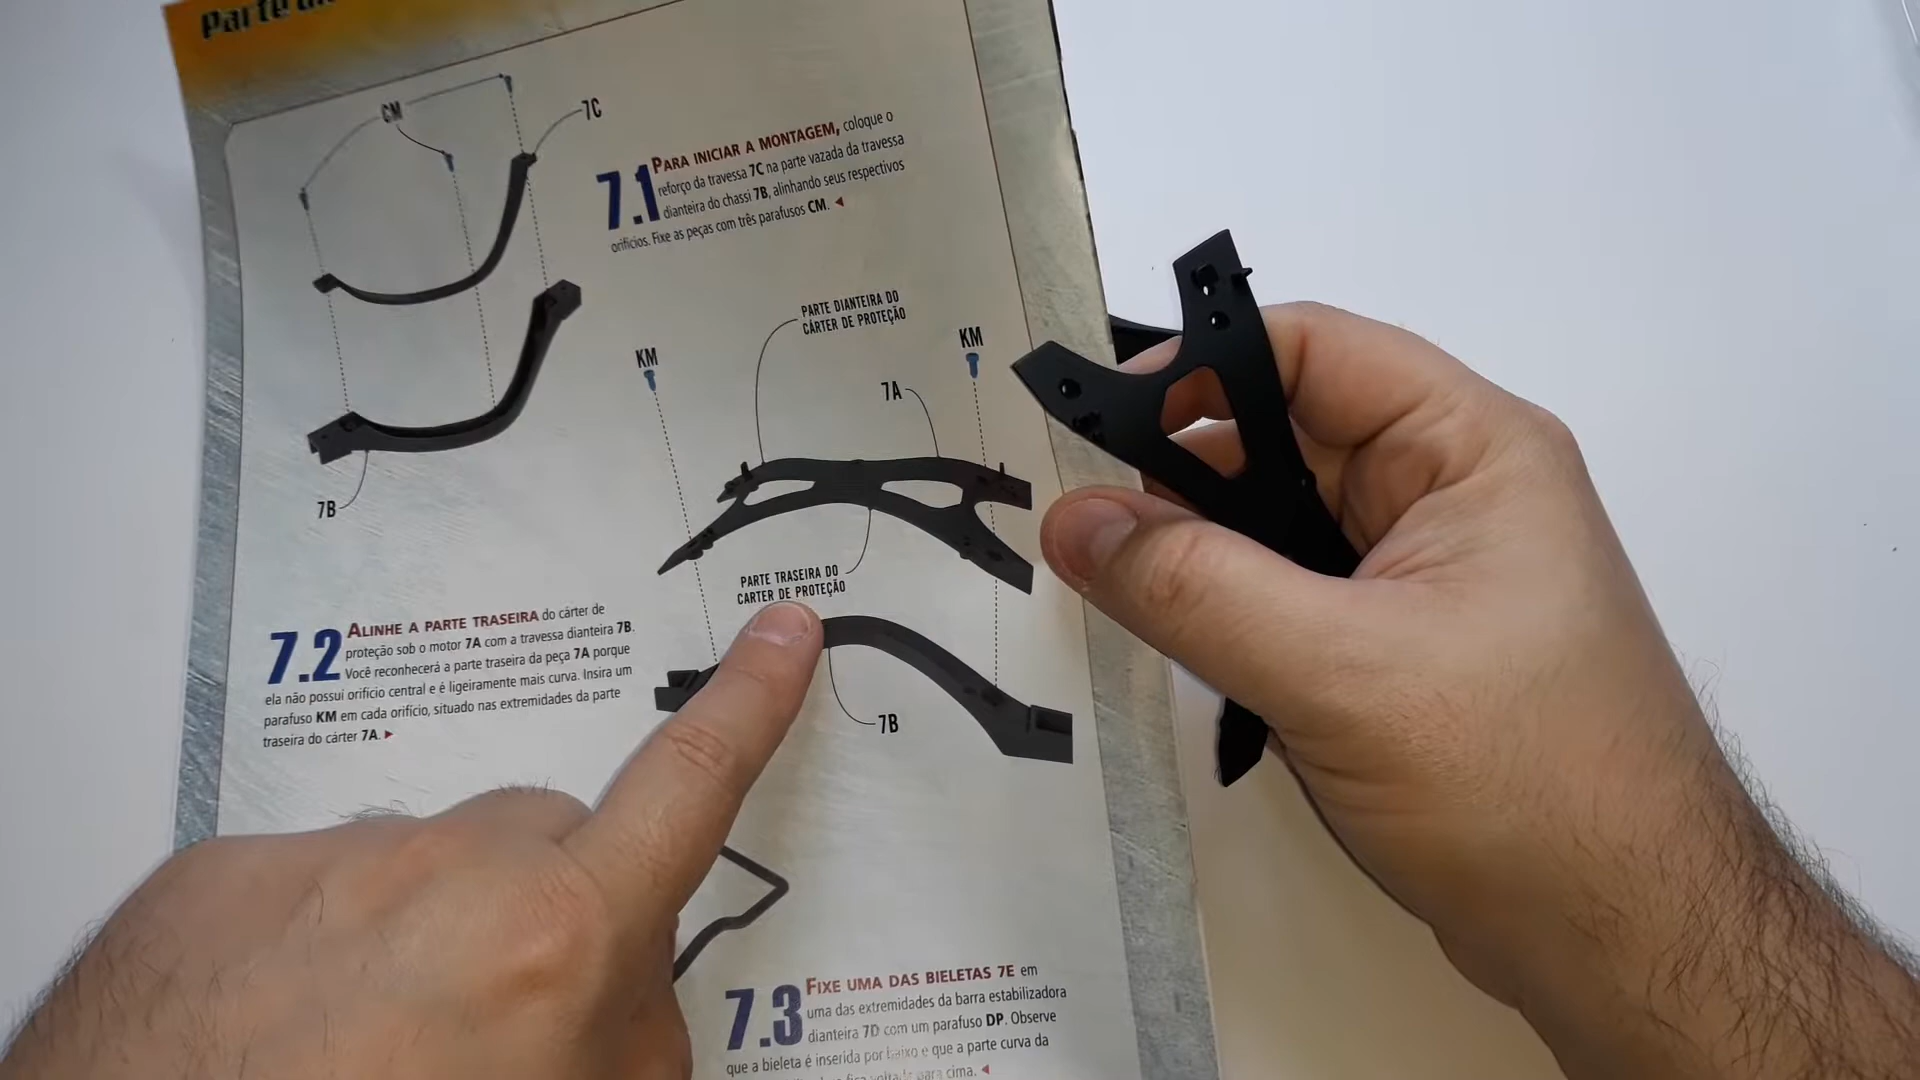 Parte
CM
7C
7.1
PARA INICIAR A MONTAGEM, coloque o
reforço da travessa 7C na parte vazada da travessa
dianteira do chassi 7B, alinhando seus respectivos
orifícios. Fixe as peças com três parafusos CM.
7B
PARTE DIANTEIRA DO
CÁRTER DE PROTEÇÃO
KM
KM
7A
PARTE TRASEIRA DO
CARTER DE PROTEÇÃO
7B
7.2
ALINHE A PARTE TRASEIRA do cárter de
proteção sob o motor 7A com a travessa dianteira 7B.
Você reconhecerá a parte traseira da peça 7A porque
ela não possui orifício central e é ligeiramente mais curva. Insira um
parafuso KM em cada orifício, situado nas extremidades da parte
traseira do cárter 7A.
7.3
FIXE UMA DAS BIELETAS 7E em
uma das extremidades da barra estabilizadora
dianteira 7D com um parafuso DP. Observe
que a bieleta é inserida por baixo e que a parte curva da
fica voltada para cima.